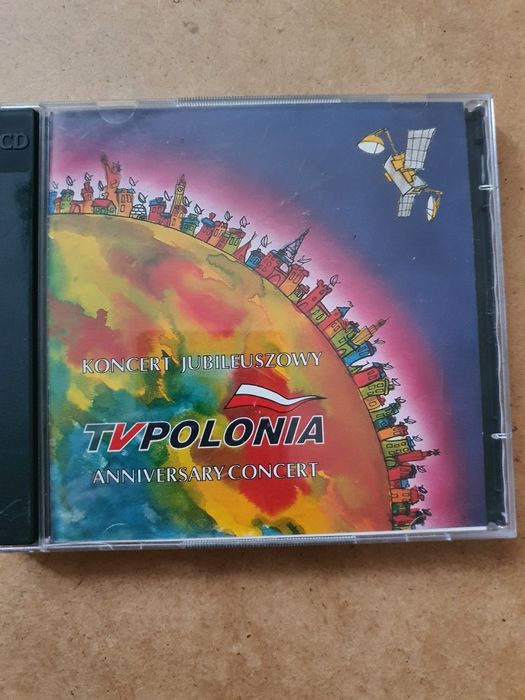 CD
KONCERT JUBILEUSZOWY
TVPOLONIA
ANNIVERSARY CONCERT